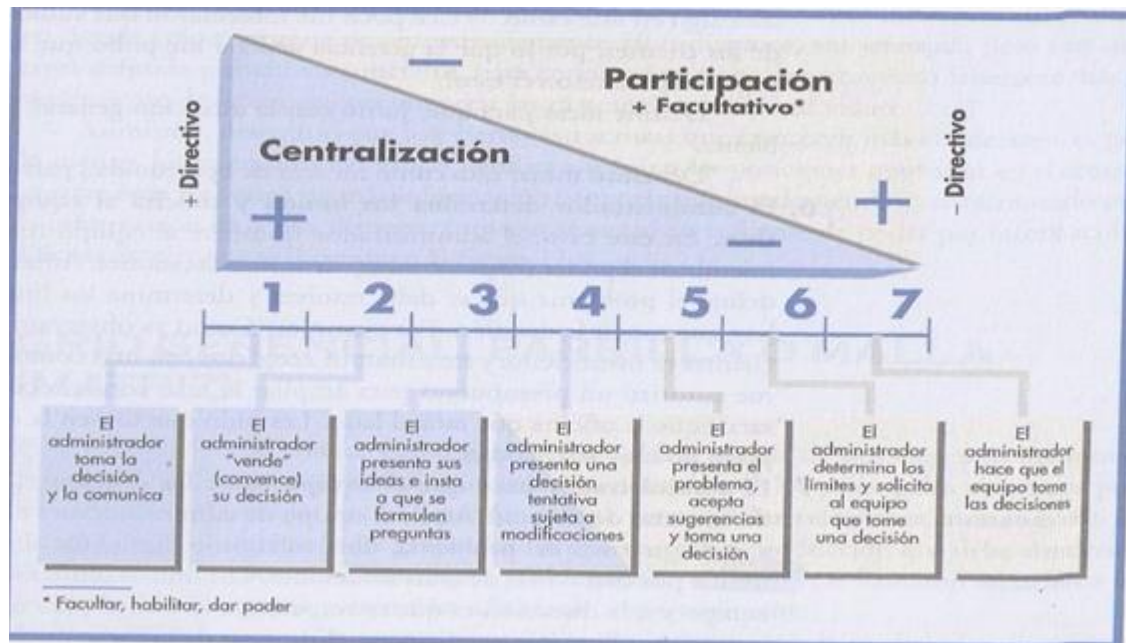 Participación
+ Facultativo*
Centralización
+ Directivo
– Directivo
+
–
+
–
1 2 3 4 5 6 7
El
administrador
toma la
decisión
y la comunica
El
administrador
"vende"
(convence)
su decisión
El
administrador
presenta sus
ideas e insta
a que se
formulen
preguntas
El
administrador
presenta una
decisión
tentativa
sujeta a
modificaciones
El
administrador
presenta el
problema,
acepta
sugerencias
y toma una
decisión
El
administrador
determina los
límites y solicita
al equipo
que tome
una decisión
El
administrador
hace que el
equipo tome
las decisiones
* Facultar, habilitar, dar poder